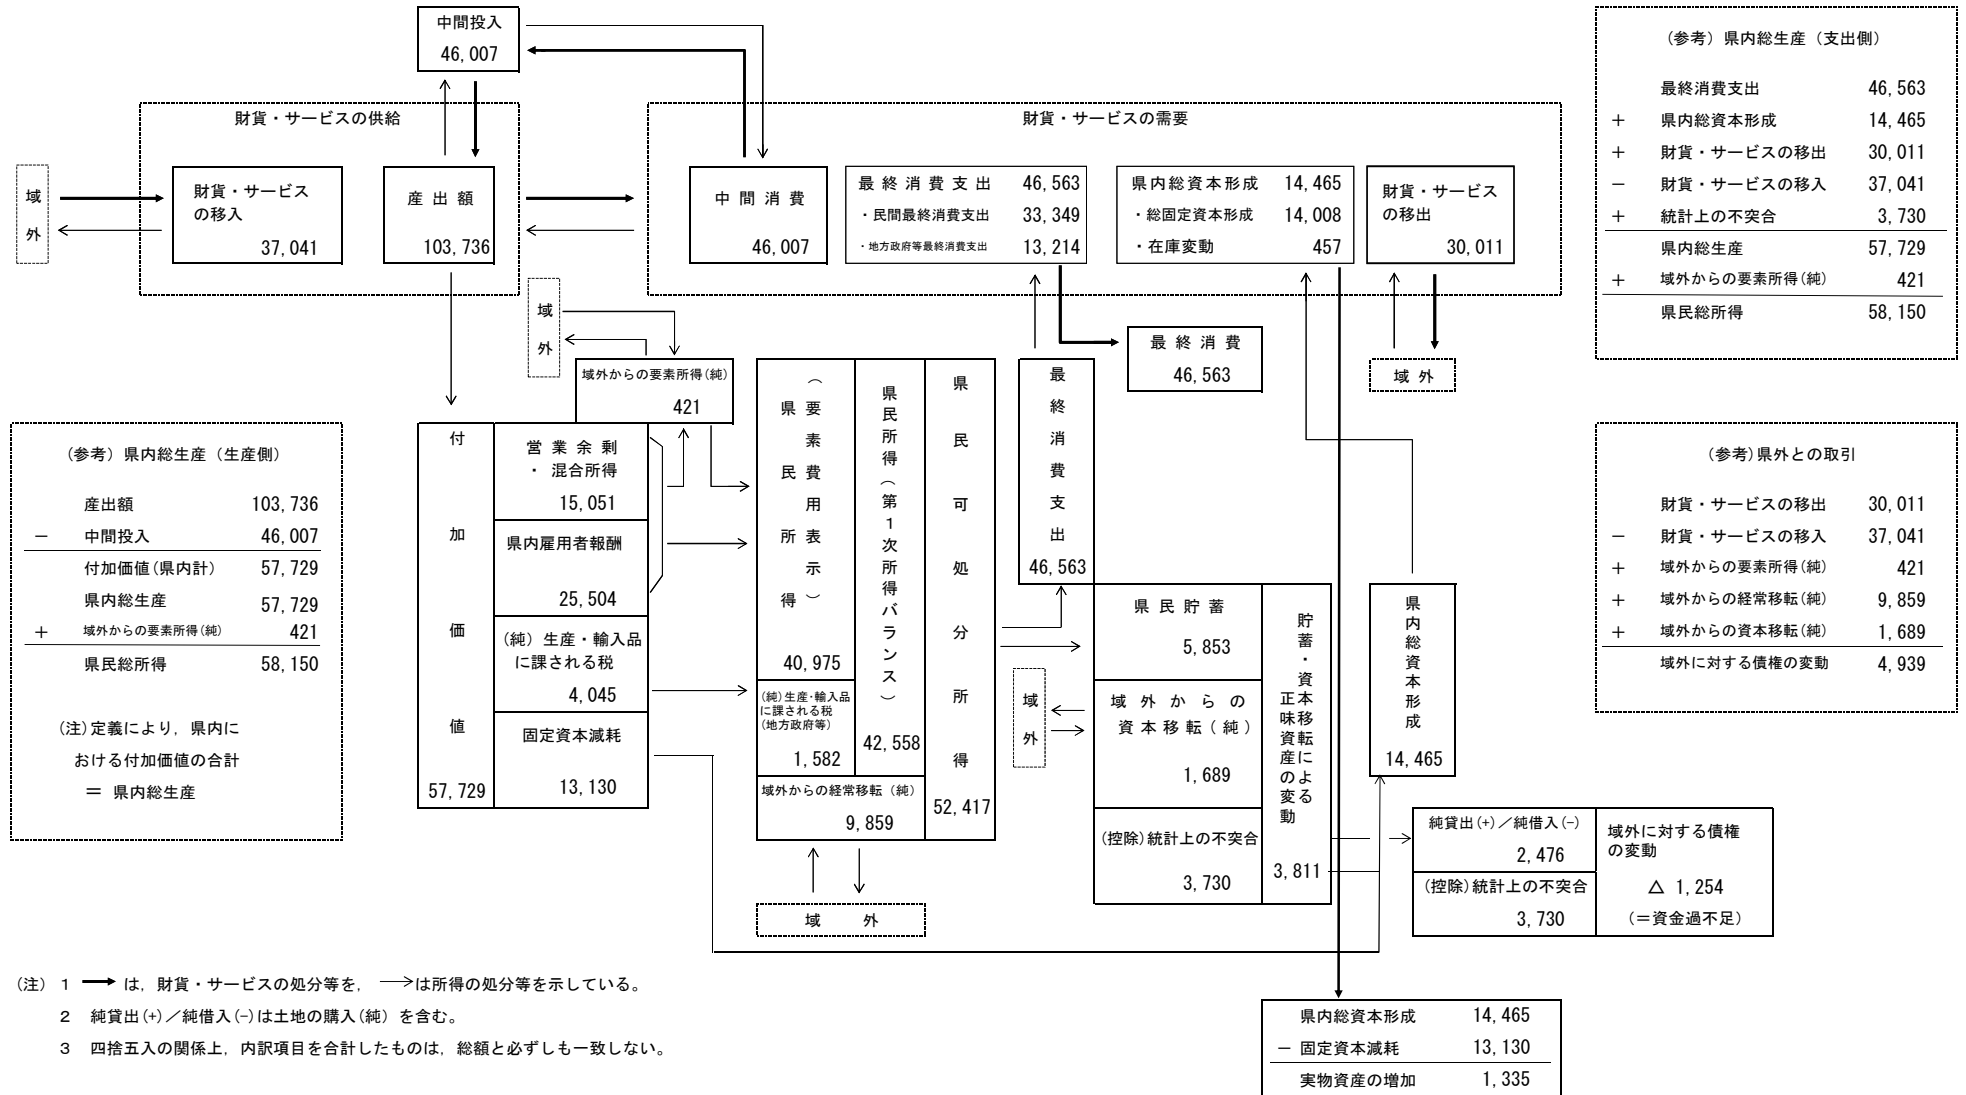 中間投入
46,007
財貨・サービスの供給
域
外
財貨・サービス
の移入
37,041
産出額
103,736
財貨・サービスの需要
中間消費
46,007
最終消費支出 46,563
・民間最終消費支出 33,349
・地方政府等最終消費支出 13,214
県内総資本形成 14,465
・総固定資本形成 14,008
・在庫変動 457
財貨・サービス
の移出
30,011
(参考)県内総生産(支出側)
最終消費支出 46,563
+ 県内総資本形成 14,465
+ 財貨・サービスの移出 30,011
- 財貨・サービスの移入 37,041
+ 統計上の不突合 3,730
県内総生産 57,729
+ 域外からの要素所得(純) 421
県民総所得 58,150
域
外
域外からの要素所得(純)
421
最終消費
46,563
域外
(参考)県内総生産(生産側)
産出額 103,736
- 中間投入 46,007
付加価値(県内計) 57,729
県内総生産 57,729
+ 域外からの要素所得(純) 421
県民総所得 58,150
(注)定義により,県内に
おける付加価値の合計
= 県内総生産
付加価値
57,729
営業余剰
・混合所得
15,051
県内雇用者報酬
25,504
(純)生産・輸入品
に課される税
4,045
固定資本減耗
13,130
県民所得
(要素費用表示)
40,975
(純)生産・輸入品
に課される税
(地方政府等)
1,582
県民所得(第1次所得バランス)
42,558
域外からの経常移転(純)
9,859
県民可処分所得
52,417
域 外
最終消費支出
46,563
県民貯蓄
5,853
域
外
域外からの
資本移転(純)
1,689
(控除)統計上の不突合
3,730
貯蓄・資本移転による
正味資産の変動
3,811
県内総資本形成
14,465
(参考)県外との取引
財貨・サービスの移出 30,011
- 財貨・サービスの移入 37,041
+ 域外からの要素所得(純) 421
+ 域外からの経常移転(純) 9,859
+ 域外からの資本移転(純) 1,689
域外に対する債権の変動 4,939
純貸出(+)/純借入(-)
2,476
(控除)統計上の不突合
3,730
域外に対する債権
の変動
△ 1,254
(=資金過不足)
(注) 1 → は,財貨・サービスの処分等を, →は所得の処分等を示している。
2 純貸出(+)/純借入(-)は土地の購入(純)を含む。
3 四捨五入の関係上,内訳項目を合計したものは,総額と必ずしも一致しない。
県内総資本形成 14,465
- 固定資本減耗 13,130
実物資産の増加 1,335